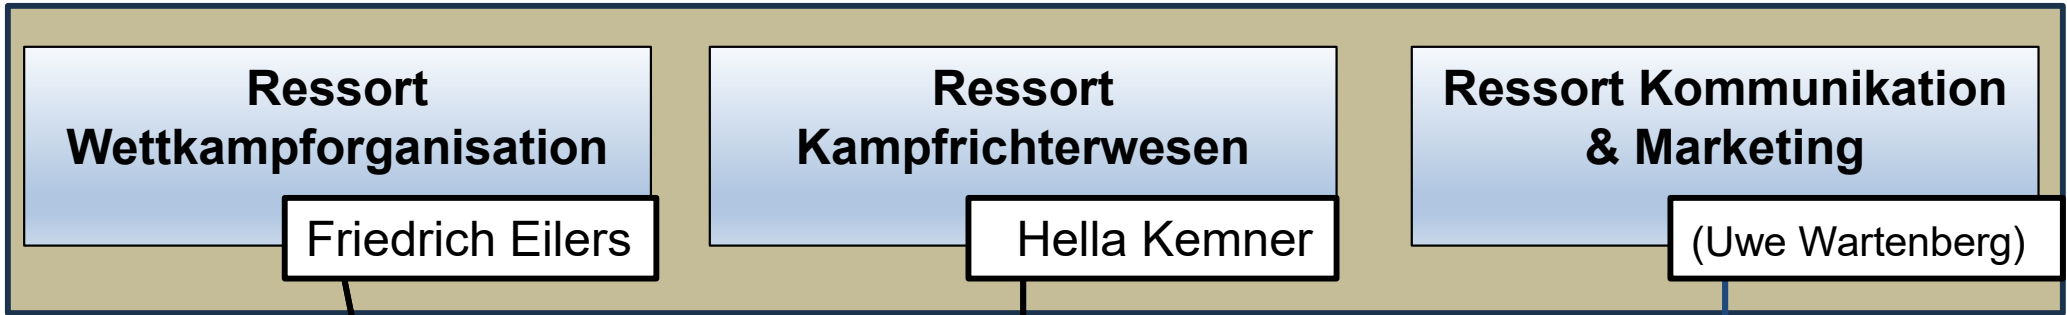 Ressort
Wettkampforganisation
Friedrich Eilers
Ressort
Kampfrichterwesen
Hella Kemner
Ressort Kommunikation
& Marketing
(Uwe Wartenberg)